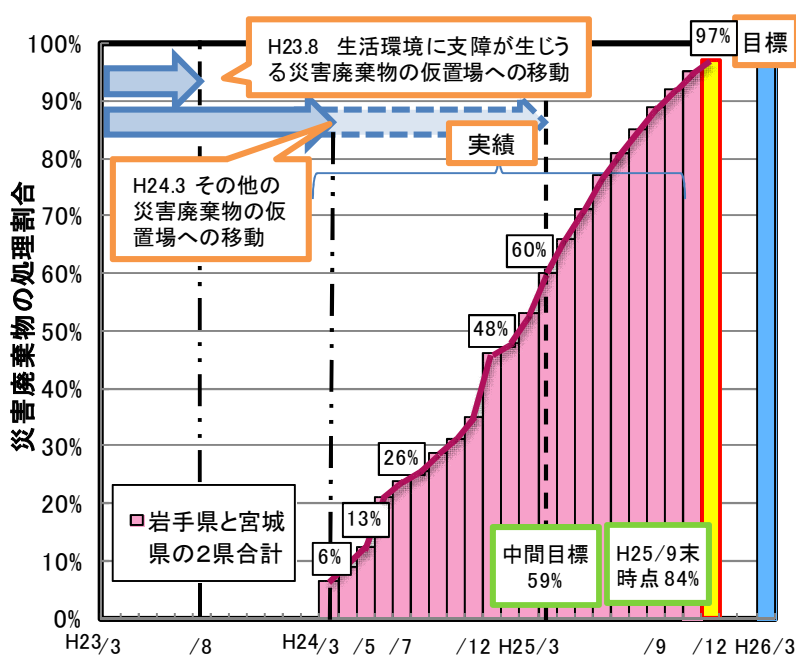 100%
90%
80%
70%
60%
50%
40%
30%
20%
10%
0%
災害廃棄物の処理割合
H23.8 生活環境に支障が生じう
る災害廃棄物の仮置場への移動
97%
目標
実績
H24.3 その他の
災害廃棄物の仮
置場への移動
60%
48%
26%
13%
6%
岩手県と宮城
県の2県合計
中間目標
59%
H25/9末
時点84%
H23/3 /8 H24/3 /5 /7 /12 H25/3 /9 /12 H26/3